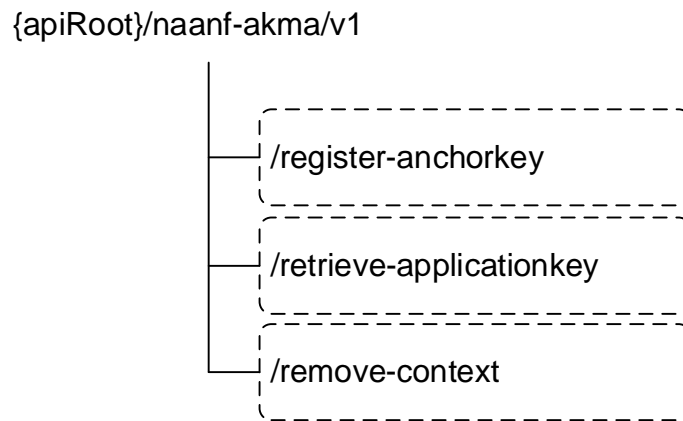 {apiRoot}/naanf-akma/v1
/register-anchorkey
/retrieve-applicationkey
/remove-context